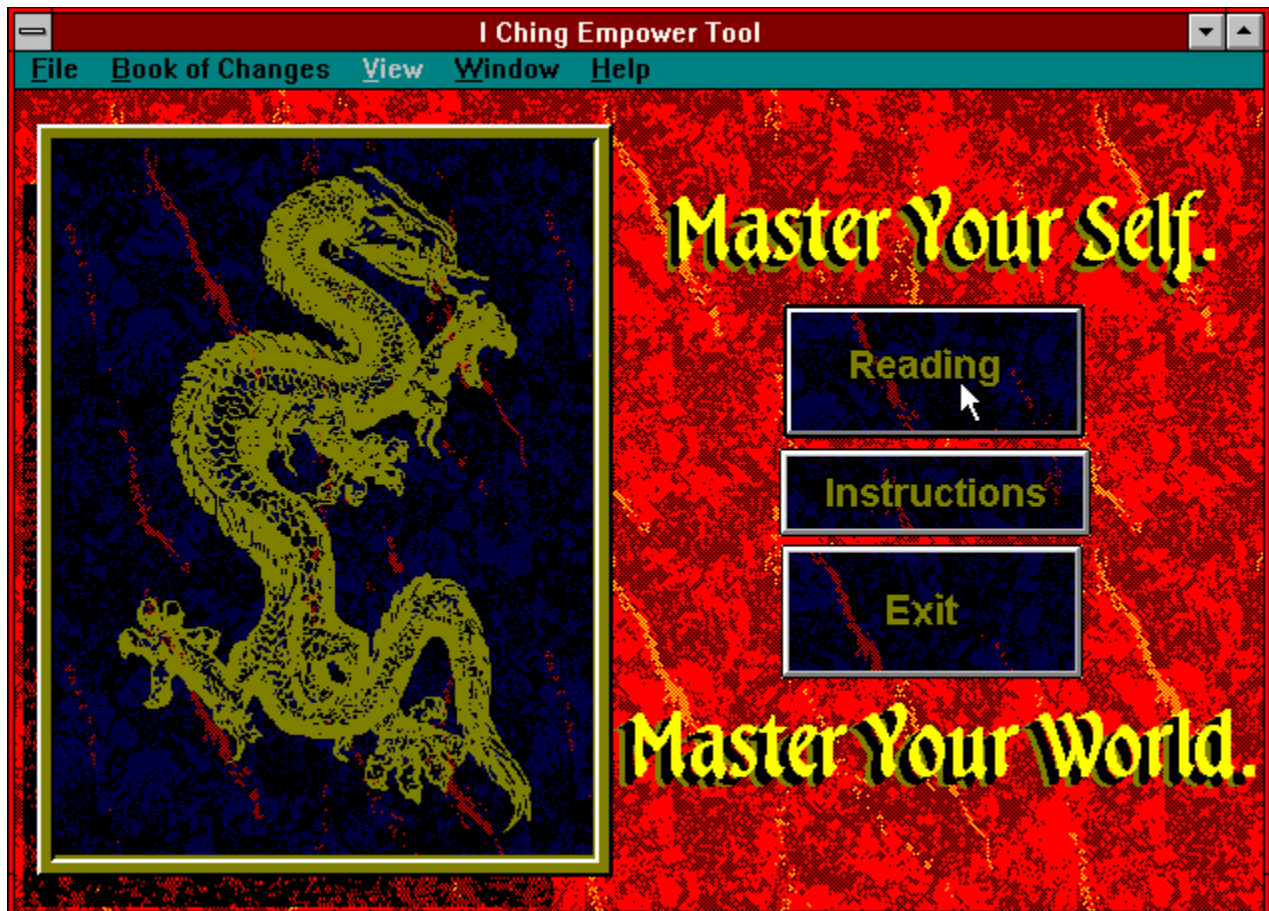 I Ching Empower Tool
File Book of Changes View Window Help
Master Your Self.
Reading
Instructions
Exit
Master Your World.